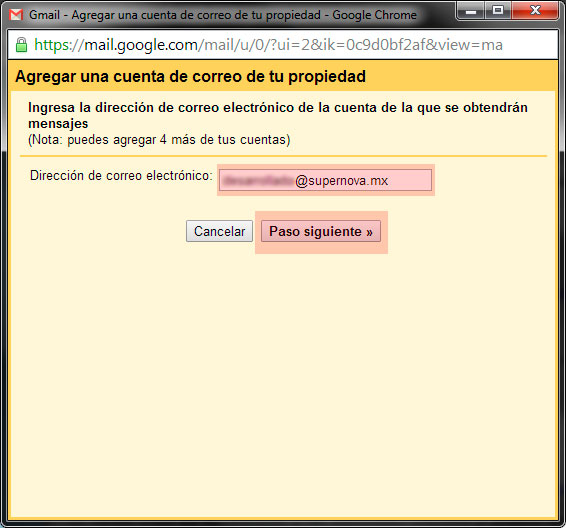 Gmail - Agregar una cuenta de correo de tu propiedad - Google Chrome
https://mail.google.com/mail/u/0/?ui=2&ik=0c9d0bf2af&view=ma
Agregar una cuenta de correo de tu propiedad
Ingresa la dirección de correo electrónico de la cuenta de la que se obtendrán
mensajes
(Nota: puedes agregar 4 más de tus cuentas)
Dirección de correo electrónico: @supernova.mx
Cancelar Paso siguiente »